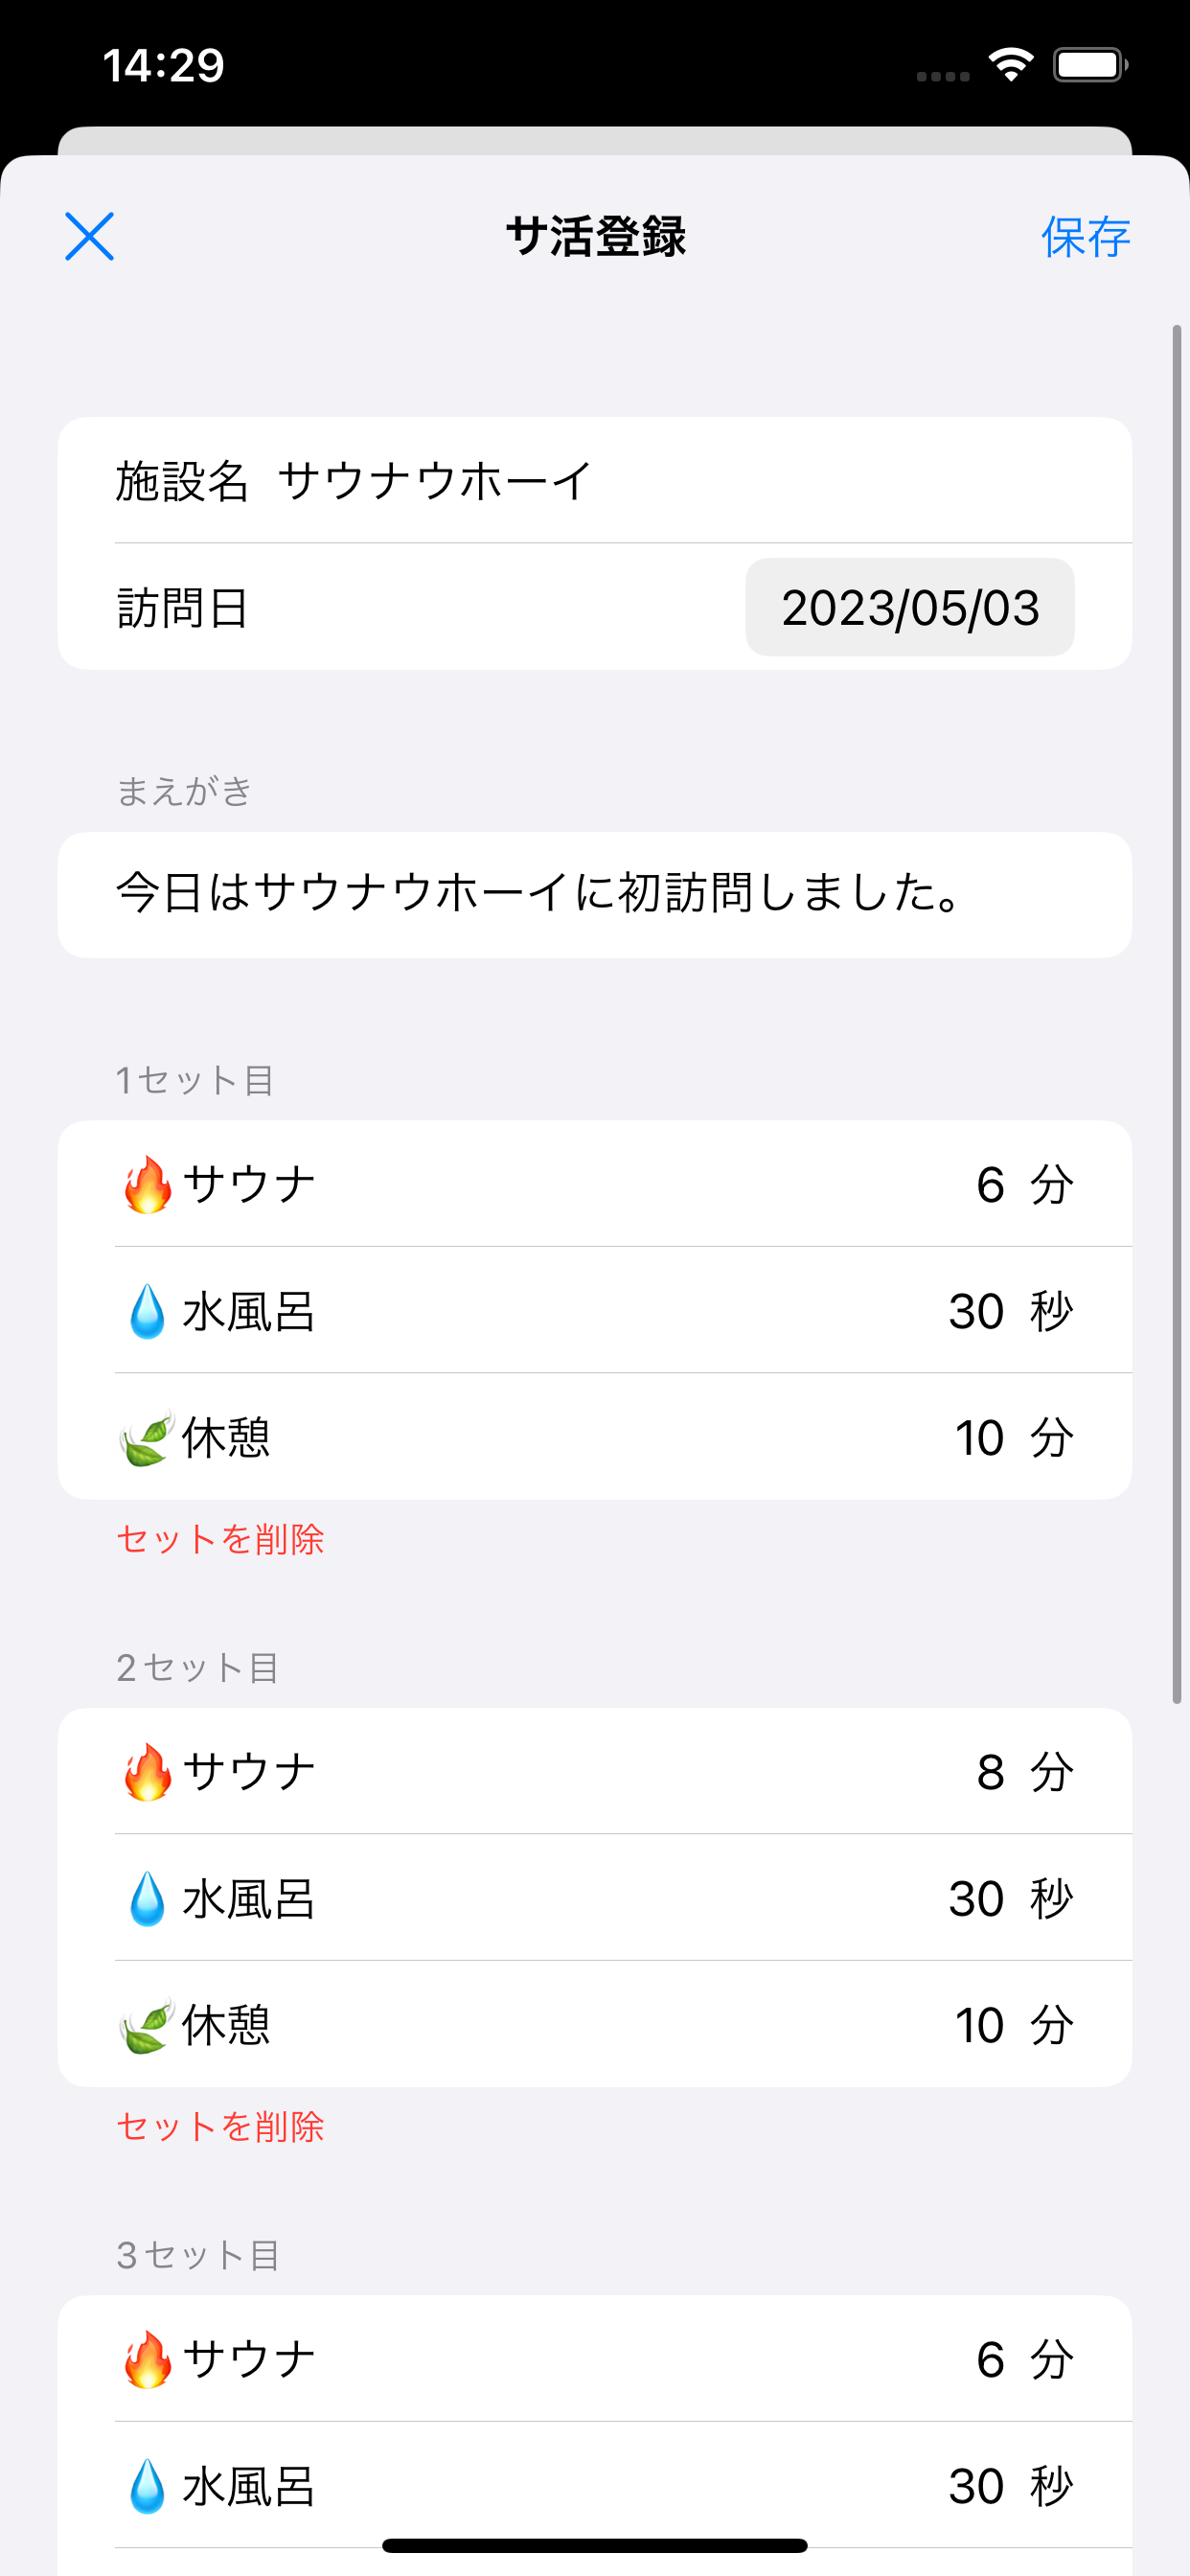 14:29
サ活登録
保存
施設名 サウナウホーイ
訪問日 2023/05/03
まえがき
今日はサウナウホーイに初訪問しました。
1セット目
🔥サウナ 6 分
💧水風呂 30 秒
🍃休憩 10 分
セットを削除
2セット目
🔥サウナ 8 分
💧水風呂 30 秒
🍃休憩 10 分
セットを削除
3セット目
🔥サウナ 6 分
💧水風呂 30 秒